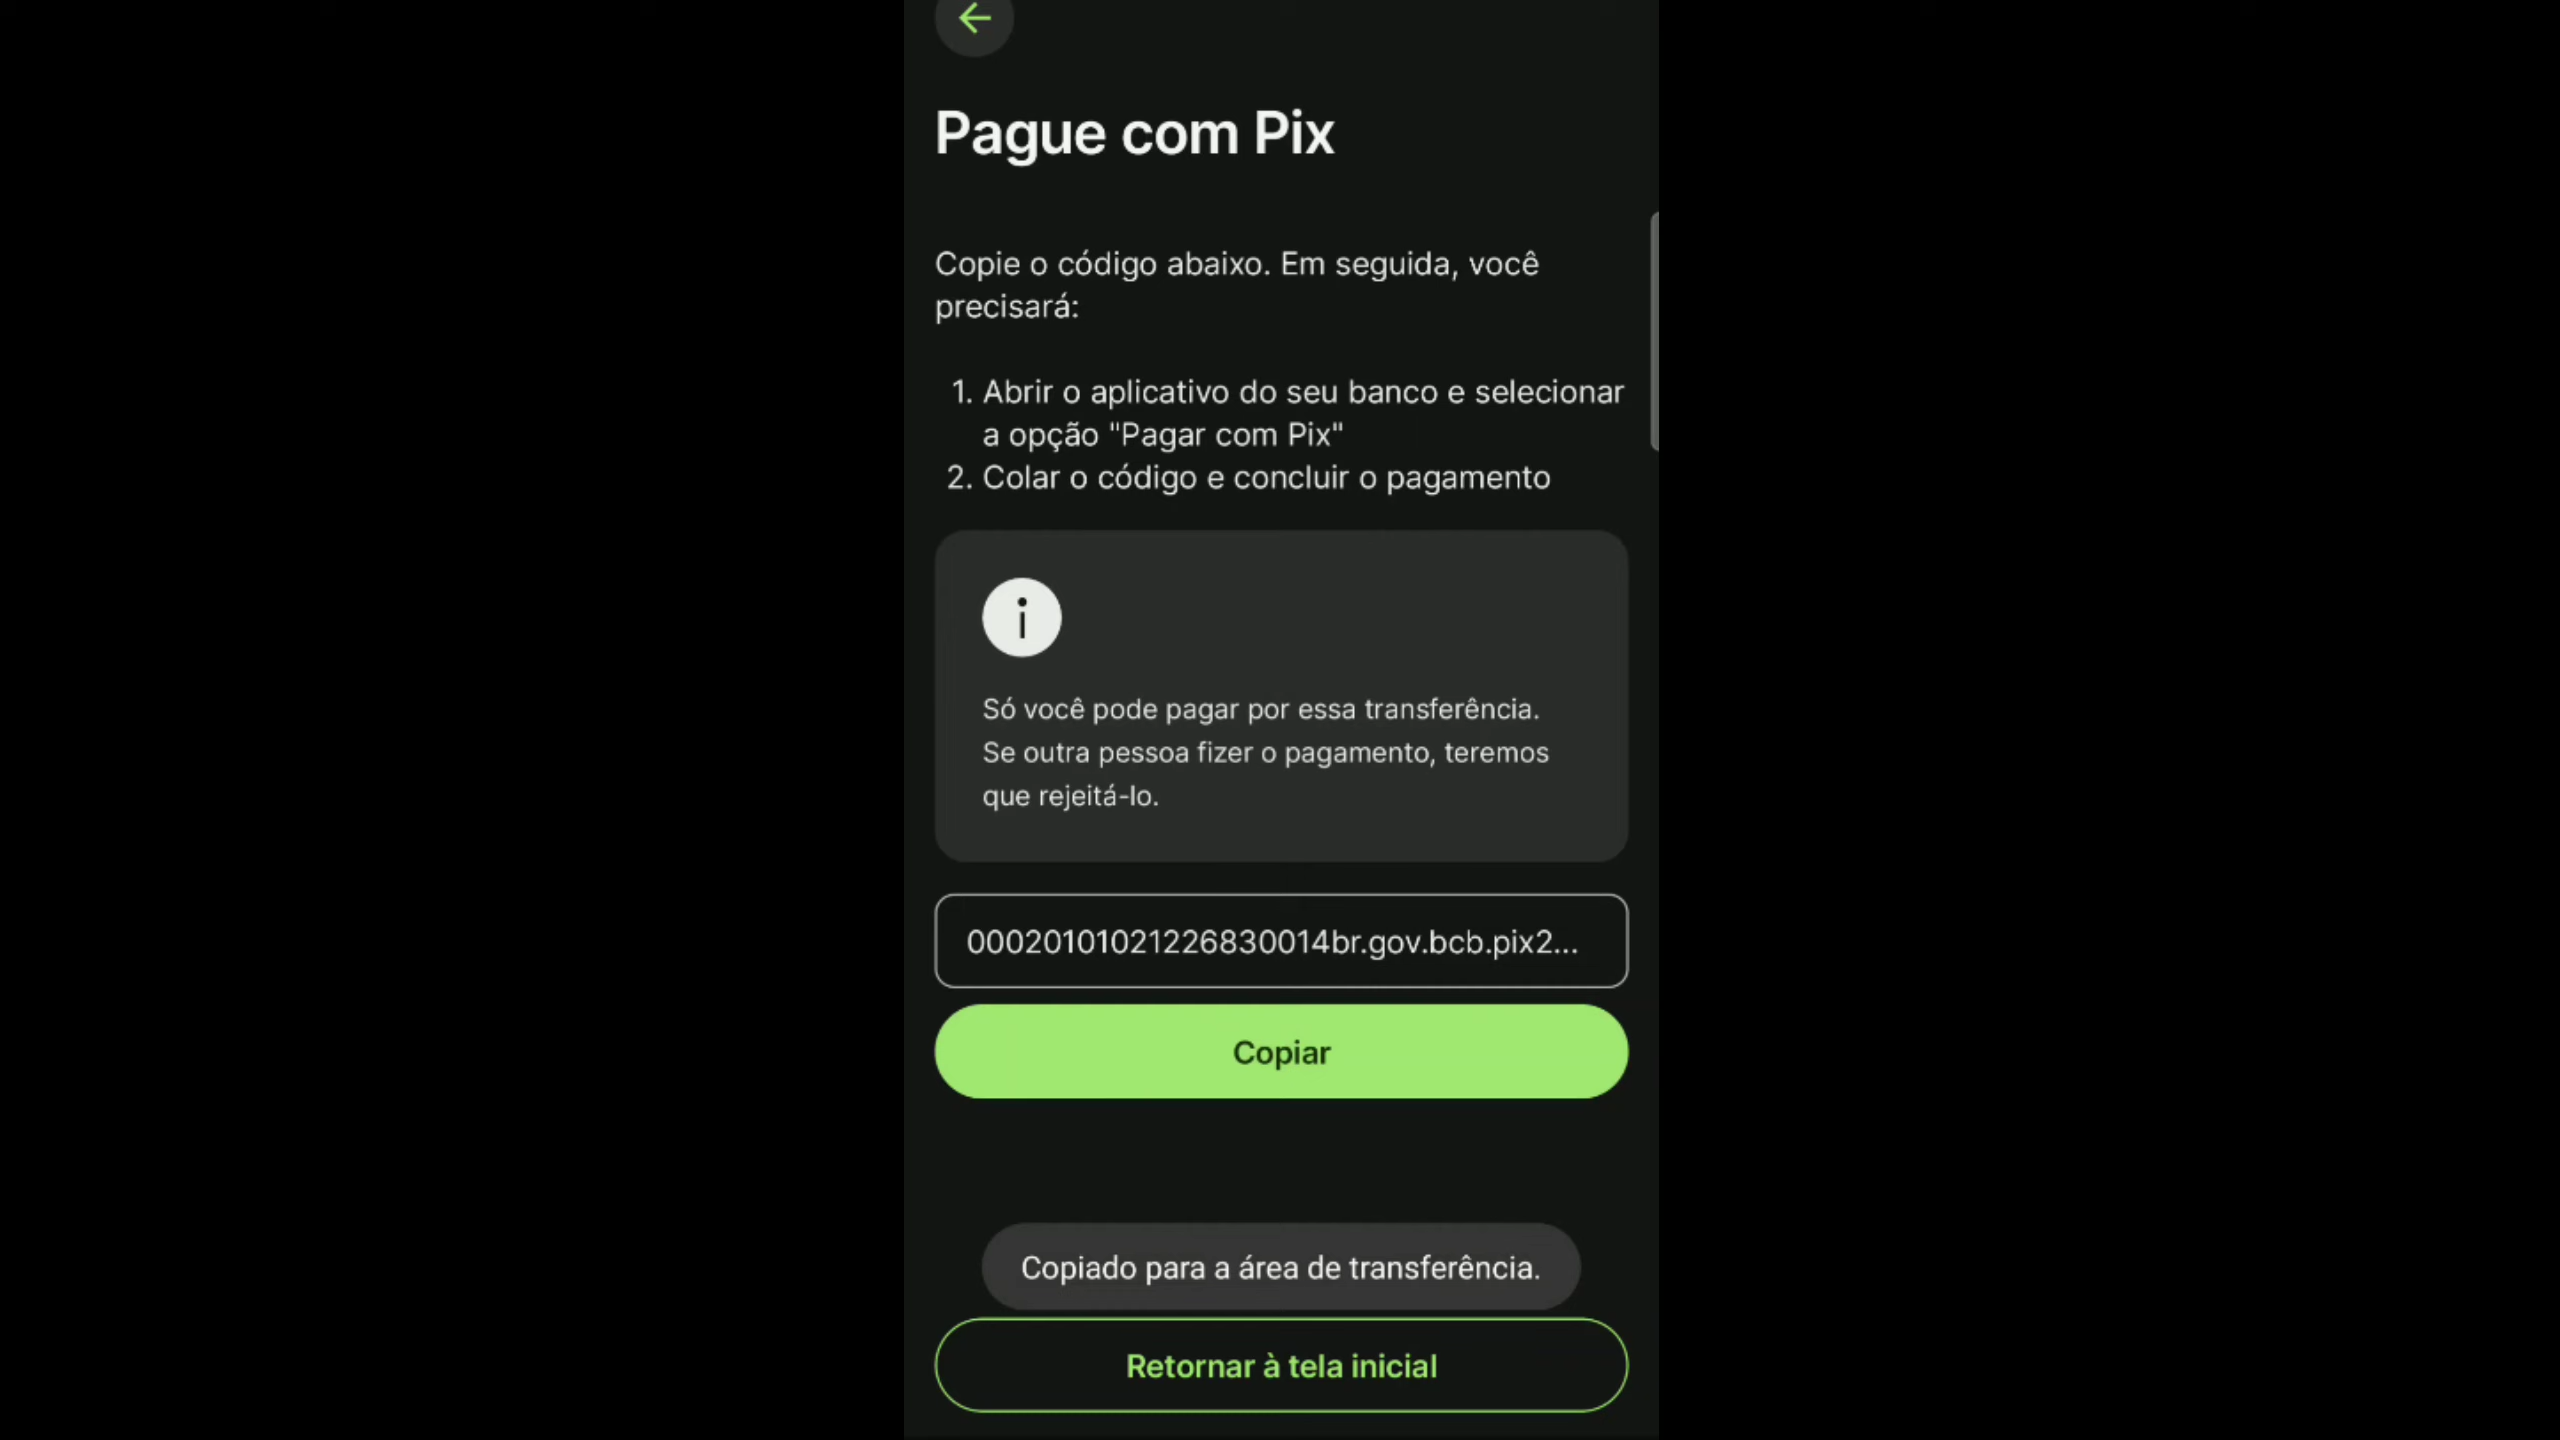 Pague com Pix
Copie o código abaixo. Em seguida, você
precisará:
1. Abrir o aplicativo do seu banco e selecionar
a opção "Pagar com Pix"
2. Colar o código e concluir o pagamento
Só você pode pagar por essa transferência.
Se outra pessoa fizer o pagamento, teremos
que rejeitá-lo.
00020101021226830014br.gov.bcb.pix2...
Copiar
Copiado para a área de transferência.
Retornar à tela inicial